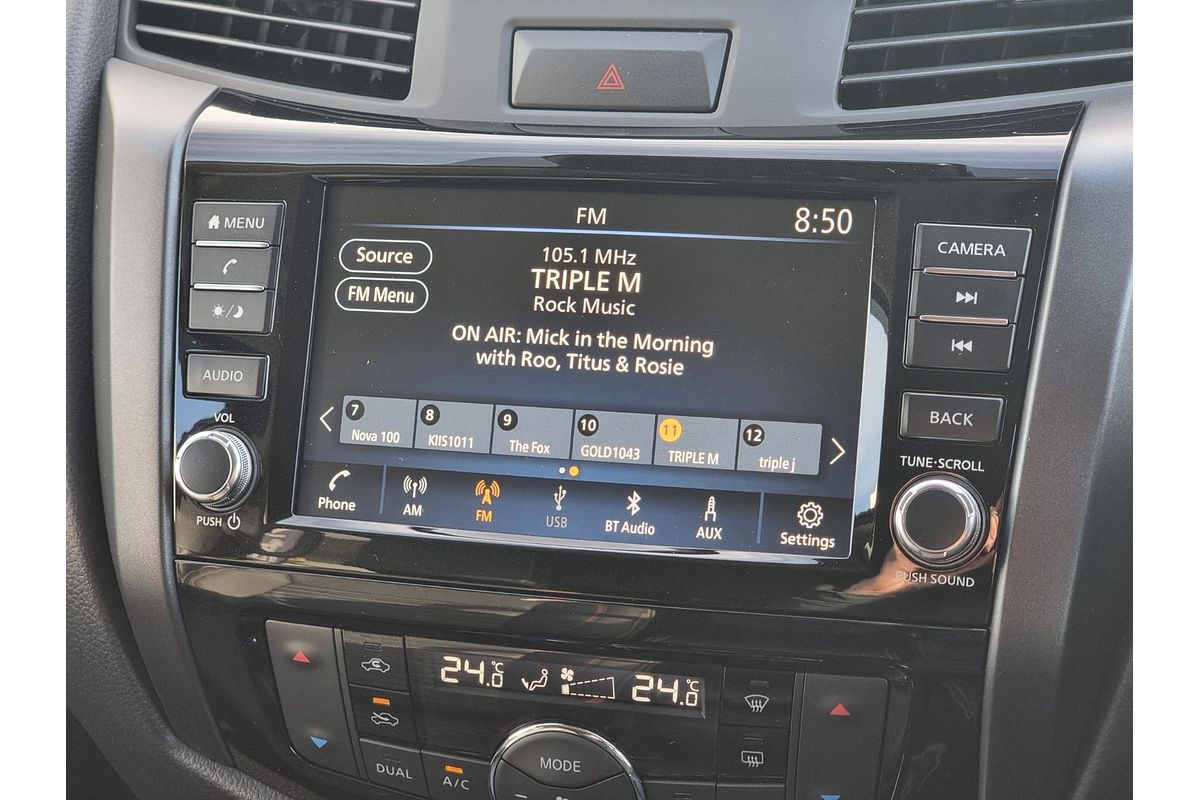 FM
8:50
MENU
CAMERA
Source
FM Menu
105.1 MHz
TRIPLE M
Rock Music
ON AIR: Mick in the Morning
with Roo, Titus & Rosie
AUDIO
BACK
VOL
TUNE·SCROLL
7 Nova 100
8 KIIS1011
9 The Fox
10 GOLD1043
11 TRIPLE M
12 triple j
Phone
AM
FM
USB
BT Audio
AUX
Settings
PUSH
PUSH SOUND
24.0°C
24.0°C
DUAL
A/C
MODE